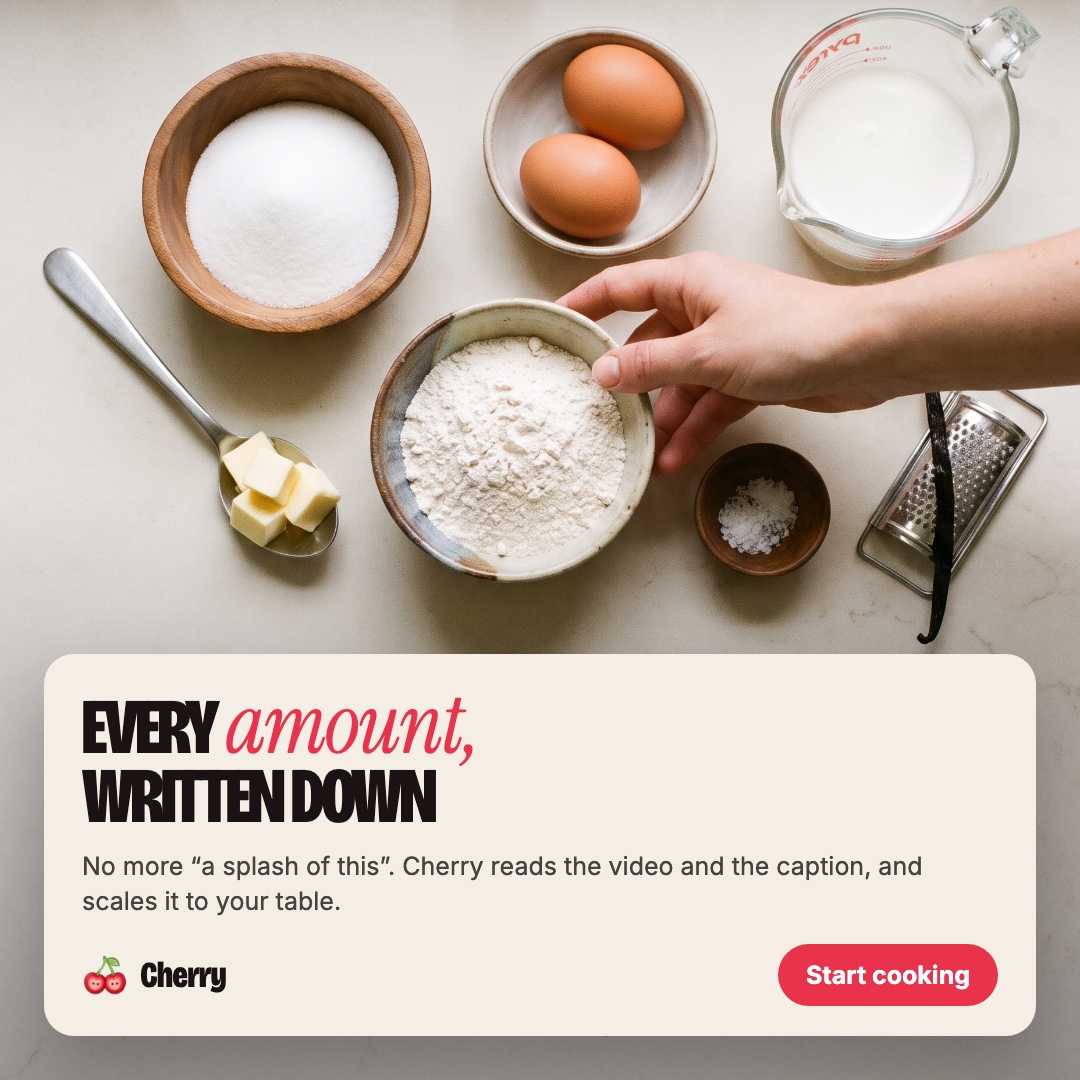 pyrex
EVERY amount,
WRITTEN DOWN
No more “a splash of this”. Cherry reads the video and the caption, and
scales it to your table.
Cherry
Start cooking